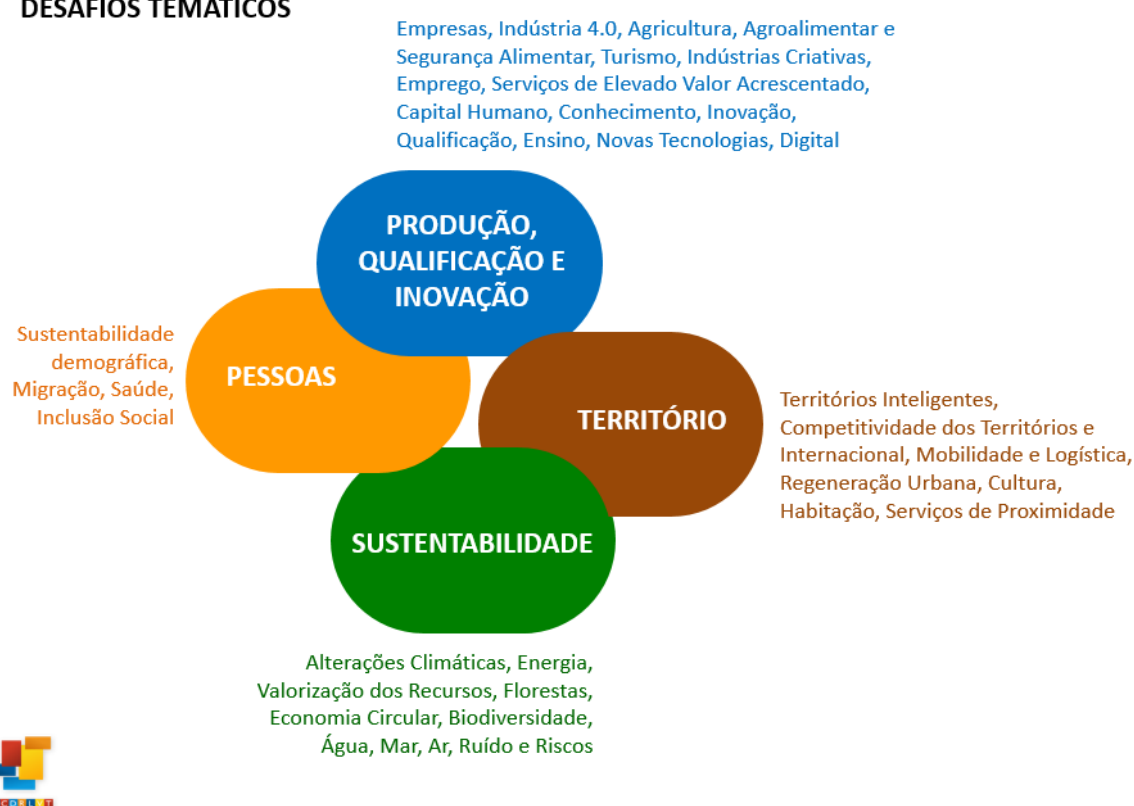 DESAFIOS TEMÁTICOS
Empresas, Indústria 4.0, Agricultura, Agroalimentar e
Segurança Alimentar, Turismo, Indústrias Criativas,
Emprego, Serviços de Elevado Valor Acrescentado,
Capital Humano, Conhecimento, Inovação,
Qualificação, Ensino, Novas Tecnologias, Digital
PRODUÇÃO,
QUALIFICAÇÃO E
INOVAÇÃO
Sustentabilidade
demográfica,
Migração, Saúde,
Inclusão Social
PESSOAS
TERRITÓRIO
Territórios Inteligentes,
Competitividade dos Territórios e
Internacional, Mobilidade e Logística,
Regeneração Urbana, Cultura,
Habitação, Serviços de Proximidade
SUSTENTABILIDADE
Alterações Climáticas, Energia,
Valorização dos Recursos, Florestas,
Economia Circular, Biodiversidade,
Água, Mar, Ar, Ruído e Riscos